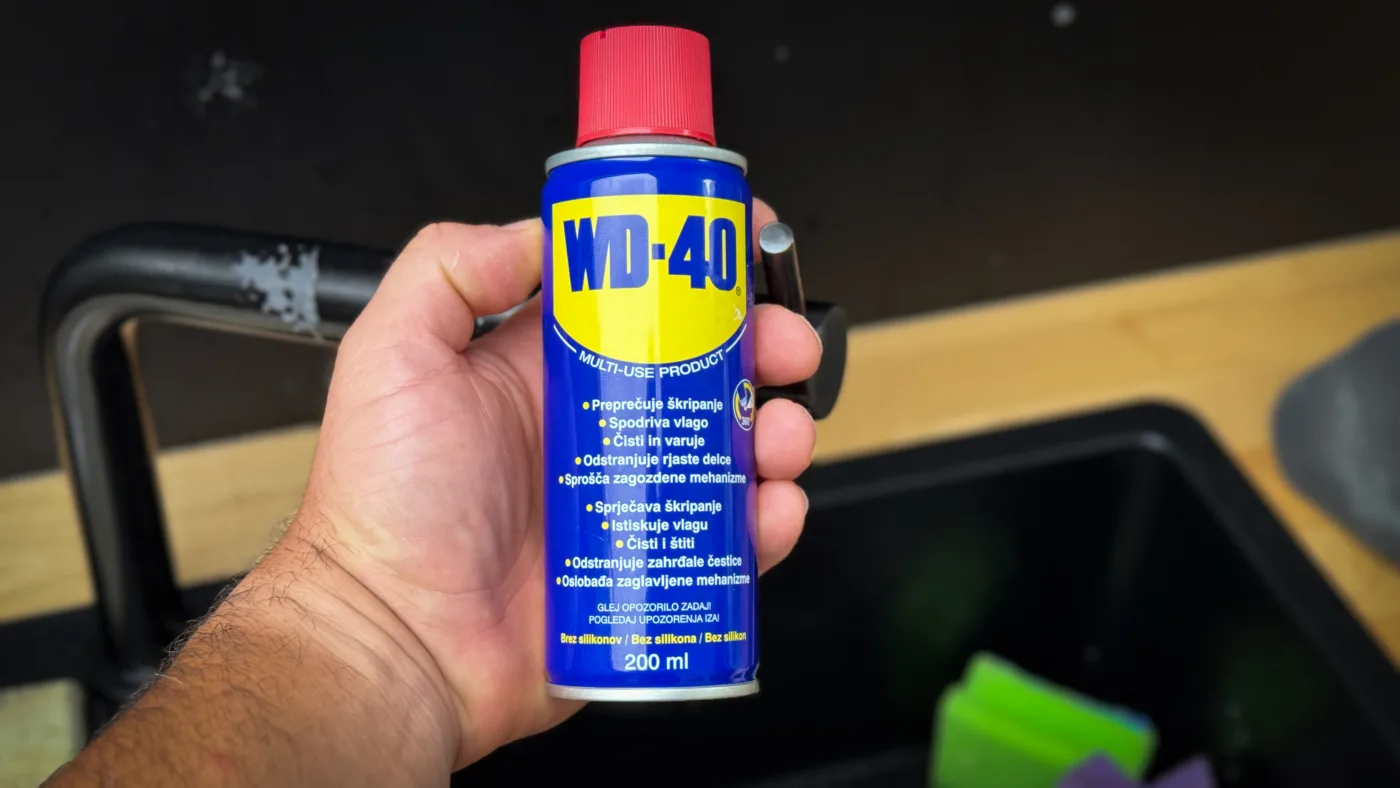 WD-40®
MULTI-USE PRODUCT
• Preprečuje škripanje
• Spodriva vlago
• Čisti in varuje
• Odstranjuje rjaste delce
• Sprošča zagozdene mehanizme
• Sprječava škripanje
• Istiskuje vlagu
• Čisti i štiti
• Odstranjuje zahrđale čestice
• Oslobađa zaglavljene mehanizme
GLEJ OPOZORILO ZADAJ!
POGLEDAJ UPOZORENJA IZA!
Brez silikonov / Bez silikona / Bez silikon
200 ml